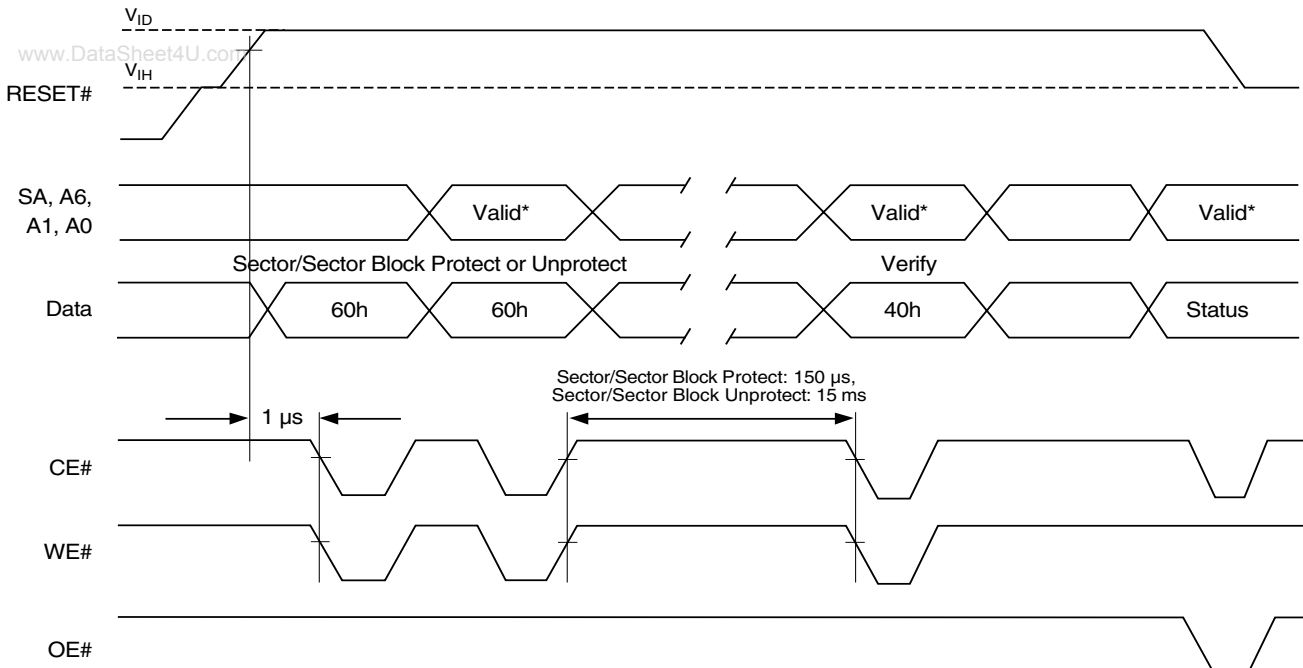 V_ID
www.DataSheet4U.com
V_IH
RESET#
SA, A6,
A1, A0
Valid* Valid* Valid*
Sector/Sector Block Protect or Unprotect Verify
Data 60h 60h 40h Status
Sector/Sector Block Protect: 150 µs,
Sector/Sector Block Unprotect: 15 ms
1 µs
CE#
WE#
OE#